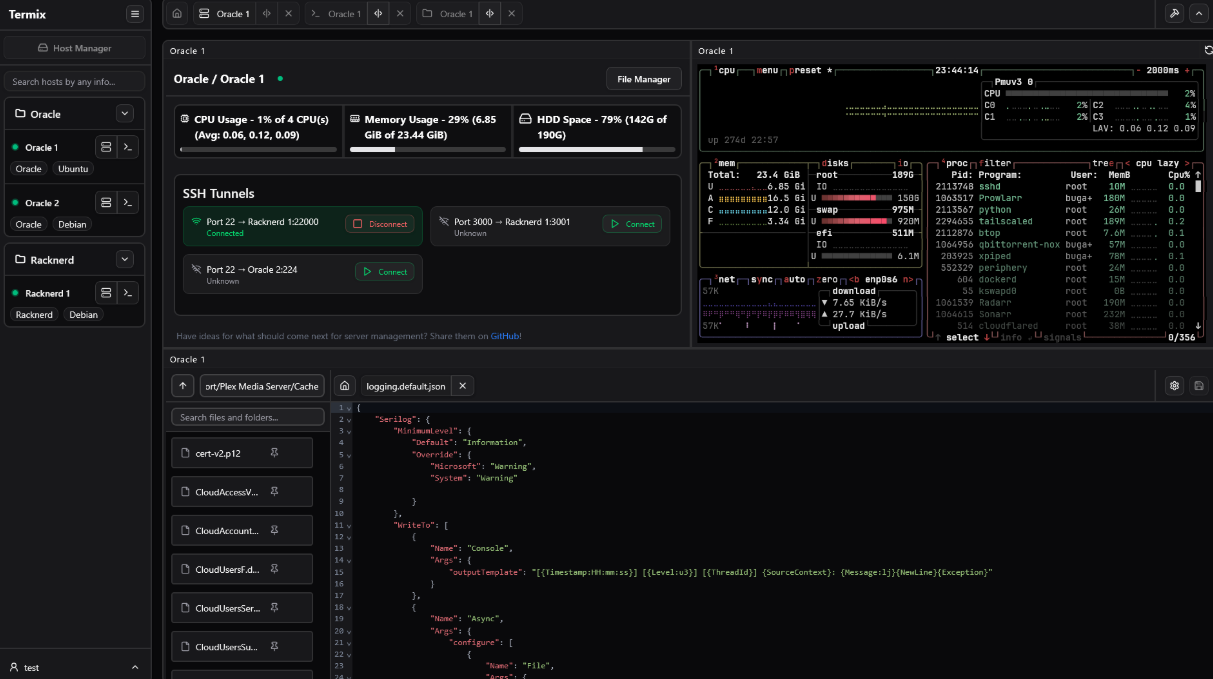 Termix
Host Manager
Search hosts by any info...
Oracle
Oracle 1
Oracle Ubuntu
Oracle 2
Oracle Debian
Racknerd
Racknerd 1
Racknerd Debian
test
Oracle 1
Oracle 1
Oracle 1
Oracle 1
Oracle / Oracle 1
File Manager
CPU Usage - 1% of 4 CPU(s)
(Avg: 0.06, 0.12, 0.09)
Memory Usage - 29% (6.85
GiB of 23.44 GiB)
HDD Space - 79% (142G of
190G)
SSH Tunnels
Port 22 → Racknerd 1:22000
Connected
Disconnect
Port 3000 → Racknerd 1:3001
Unknown
Connect
Port 22 → Oracle 2:224
Unknown
Connect
Have ideas for what should come next for server management? Share them on GitHub!
Oracle 1
1cpu menu preset * 23:44:14 - 2000ms +
Pmuv3 0
CPU 2%
C0 2% C2 4%
C1 2% C3 1%
LAV: 0.06 0.12 0.09
up 274d 22:57
2mem disks io
Total: 23.4 GiB
U 6.85 Gi
A 16.5 Gi
C 12.0 Gi
F 3.34 Gi
root 189G
IO
U 150G
swap 975M
U 920M
efi 511M
IO
U 6.1M
3net sync auto zero <b enp0s6 n>
57K
download
▼ 7.65 KiB/s
▲ 27.7 KiB/s
57K
upload
4proc filter tree < cpu lazy >
Pid: Program: User: MemB Cpu% ↑
2113748 sshd root 10M 0.0
1063517 Prowlarr buga+ 180M 0.0
2113567 python root 26M 0.0
2294655 tailscaled root 189M 0.2
2112876 btop root 7.6M 0.1
1064956 qbittorrent-nox buga+ 57M 0.0
203925 xpiped buga+ 78M 0.1
552329 periphery root 24M 0.0
604 dockerd root 15M 0.0
55 kswapd0 root 0B 0.0
1061539 Radarr root 190M 0.0
1064615 Sonarr root 232M 0.0
514 cloudflared root 38M 0.0 ↓
↑ select ↓ info signals 0/356
Oracle 1
ort/Plex Media Server/Cache
Search files and folders...
cert-v2.p12
CloudAccessV...
CloudAccount...
CloudUsersF.d...
CloudUsersSer...
CloudUsersSu...
logging.default.json
1 {
2 "Serilog": {
3 "MinimumLevel": {
4 "Default": "Information",
5 "Override": {
6 "Microsoft": "Warning",
7 "System": "Warning"
8
9 }
10 },
11 "WriteTo": [
12 {
13 "Name": "Console",
14 "Args": {
15 "outputTemplate": "[{Timestamp:HH:mm:ss}] [{Level:u3}] [{ThreadId}] {SourceContext}: {Message:lj}{NewLine}{Exception}"
16 }
17 },
18 {
19 "Name": "Async",
20 "Args": {
21 "configure": [
22 {
23 "Name": "File",
24 "Args": {